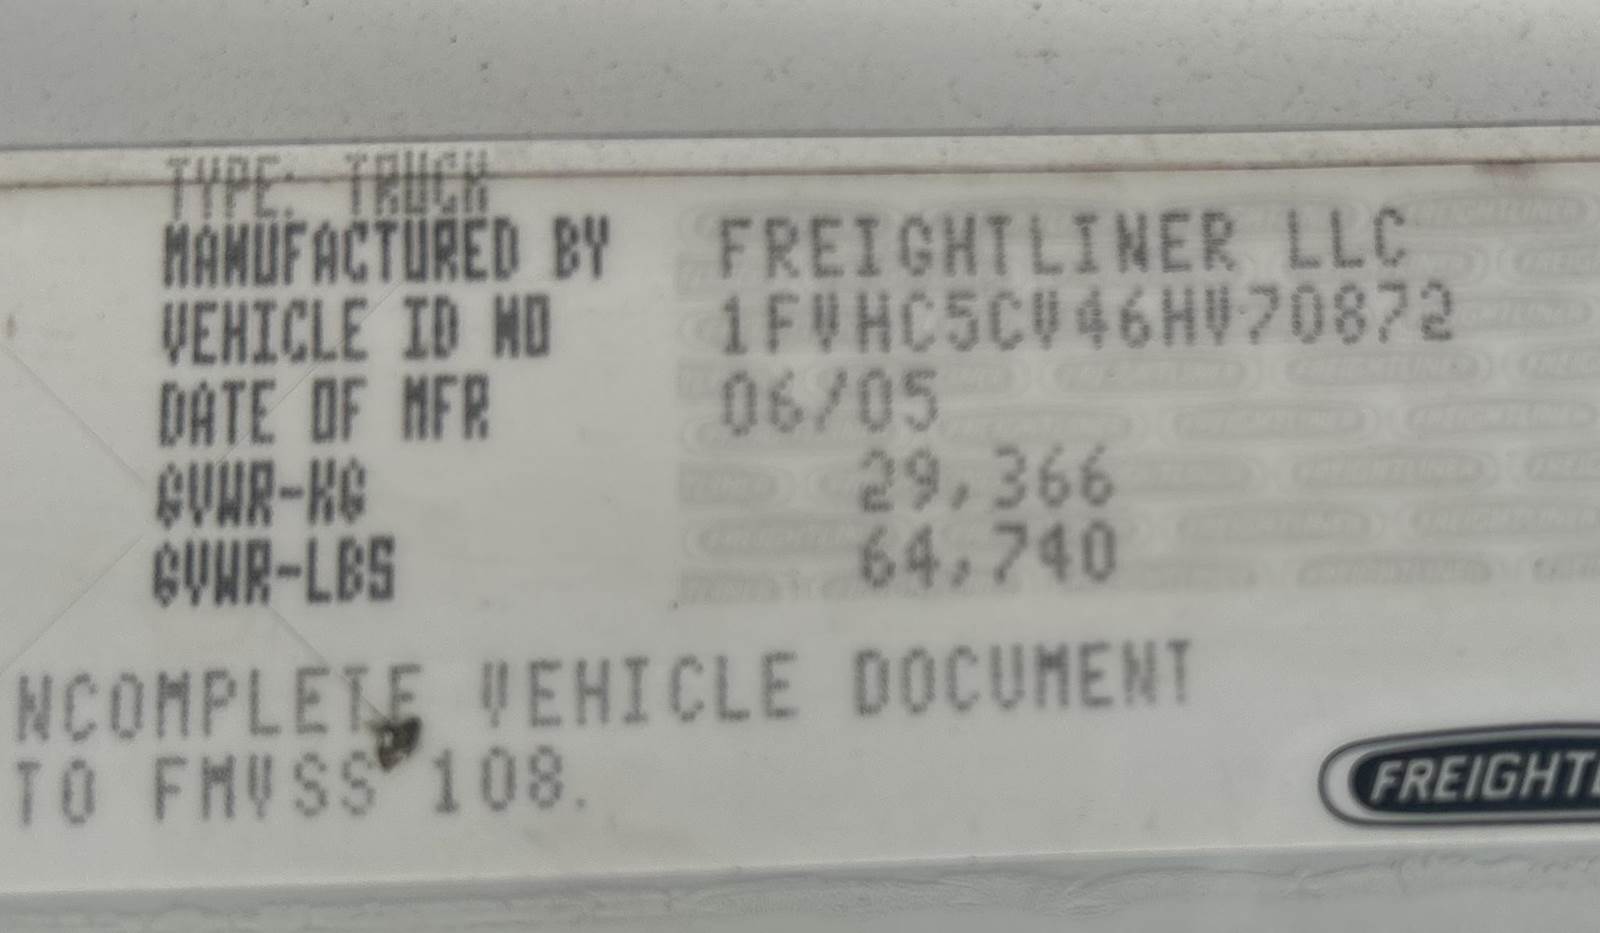 TYPE: TRUCK
MANUFACTURED BY FREIGHTLINER LLC
VEHICLE ID NO 1FVHC5CV46HV70872
DATE OF MFR 06/05
GVWR-KG 29,366
GVWR-LBS 64,740
NCOMPLETE VEHICLE DOCUMENT
TO FMVSS 108.
FREIGHTL